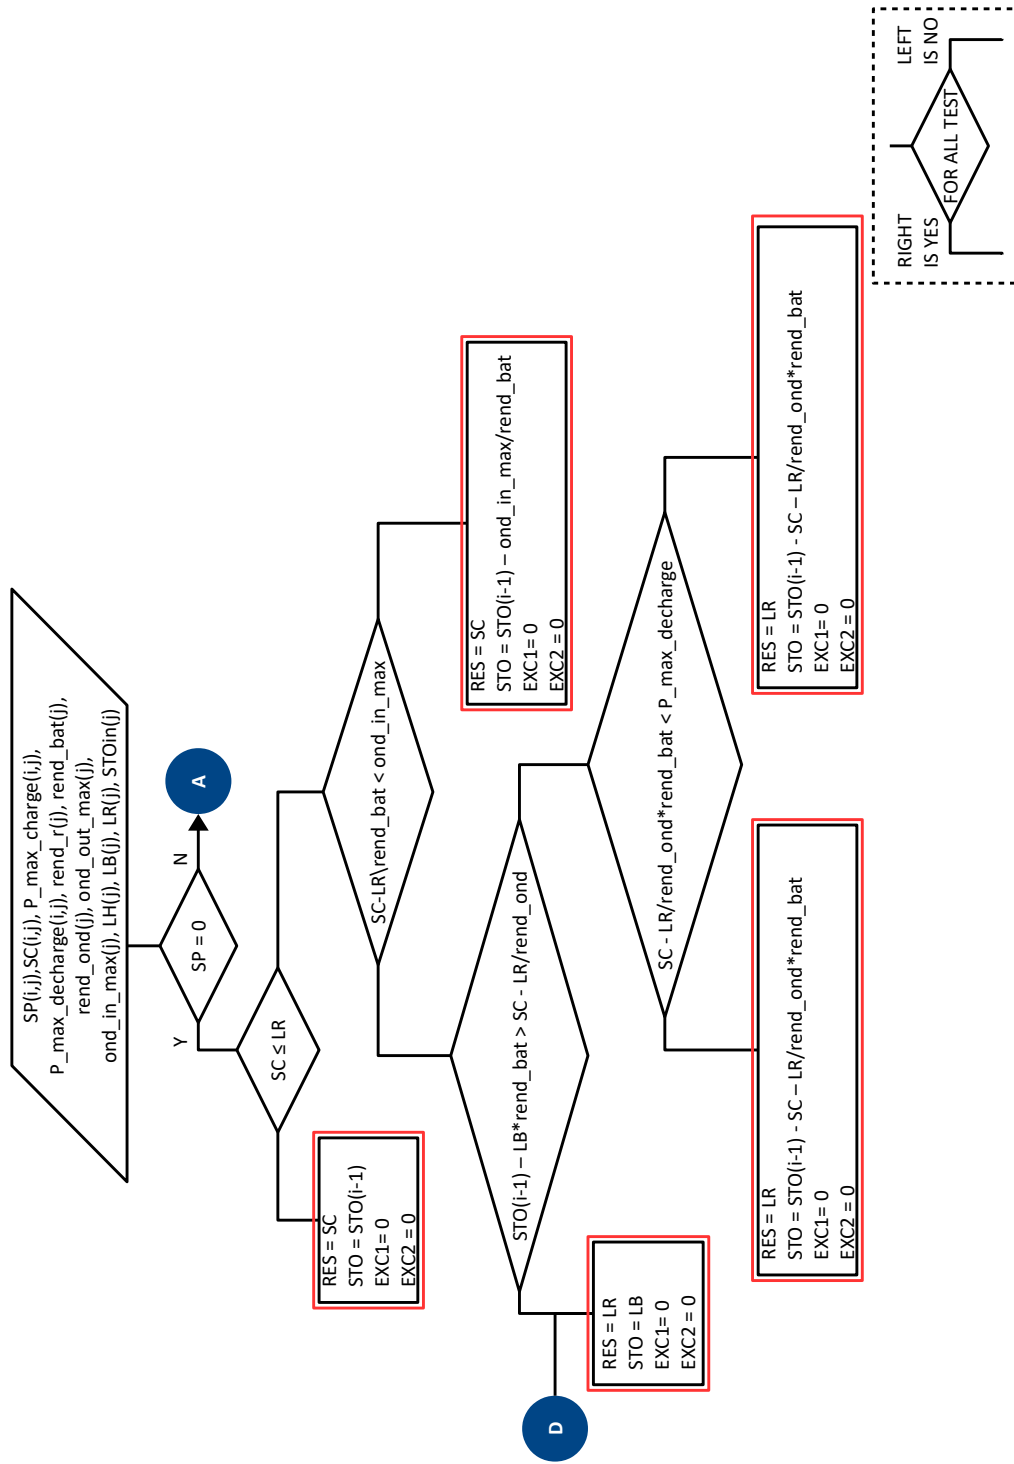 SP(i,j),SC(i,j), P_max_charge(i,j),
P_max_decharge(i,j), rend_r(j), rend_bat(j),
rend_ond(j), ond_out_max(j),
ond_in_max(j), LH(j), LB(j), LR(j), STOin(j)
SP = 0
Y
N
A
SC ≤ LR
RES = SC
STO = STO(i-1)
EXC1= 0
EXC2 = 0
SC-LR\rend_bat < ond_in_max
RES = SC
STO = STO(i-1) – ond_in_max/rend_bat
EXC1= 0
EXC2 = 0
STO(i-1) – LB*rend_bat > SC - LR/rend_ond
D
RES = LR
STO = LB
EXC1= 0
EXC2 = 0
SC - LR/rend_ond*rend_bat < P_max_decharge
RES = LR
STO = STO(i-1) - SC – LR/rend_ond*rend_bat
EXC1= 0
EXC2 = 0
RES = LR
STO = STO(i-1) - SC – LR/rend_ond*rend_bat
EXC1= 0
EXC2 = 0
RIGHT
IS YES
LEFT
IS NO
FOR ALL TEST